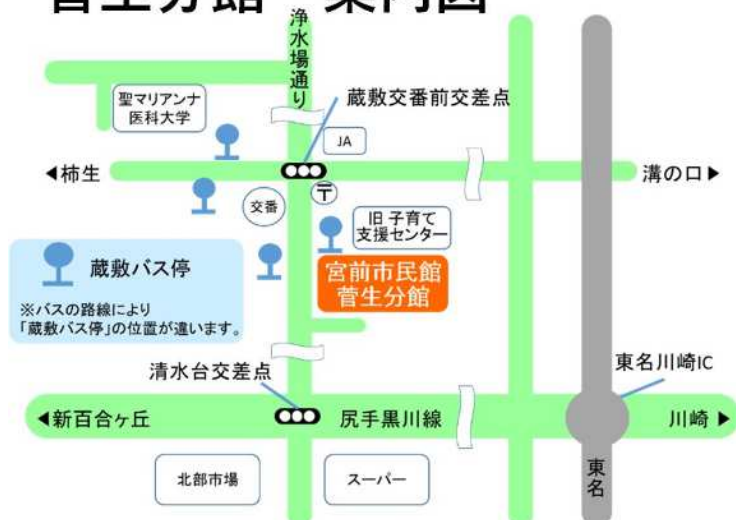 菅生分館 案内図
浄水場通り
聖マリアンナ
医科大学
蔵敷交番前交差点
JA
◀柿生
溝の口▶
交番
〒
旧 子育て
支援センター
蔵敷バス停
※バスの路線により
「蔵敷バス停」の位置が違います。
宮前市民館
菅生分館
清水台交差点
東名川崎IC
◀新百合ヶ丘
尻手黒川線
川崎 ▶
北部市場
スーパー
東名